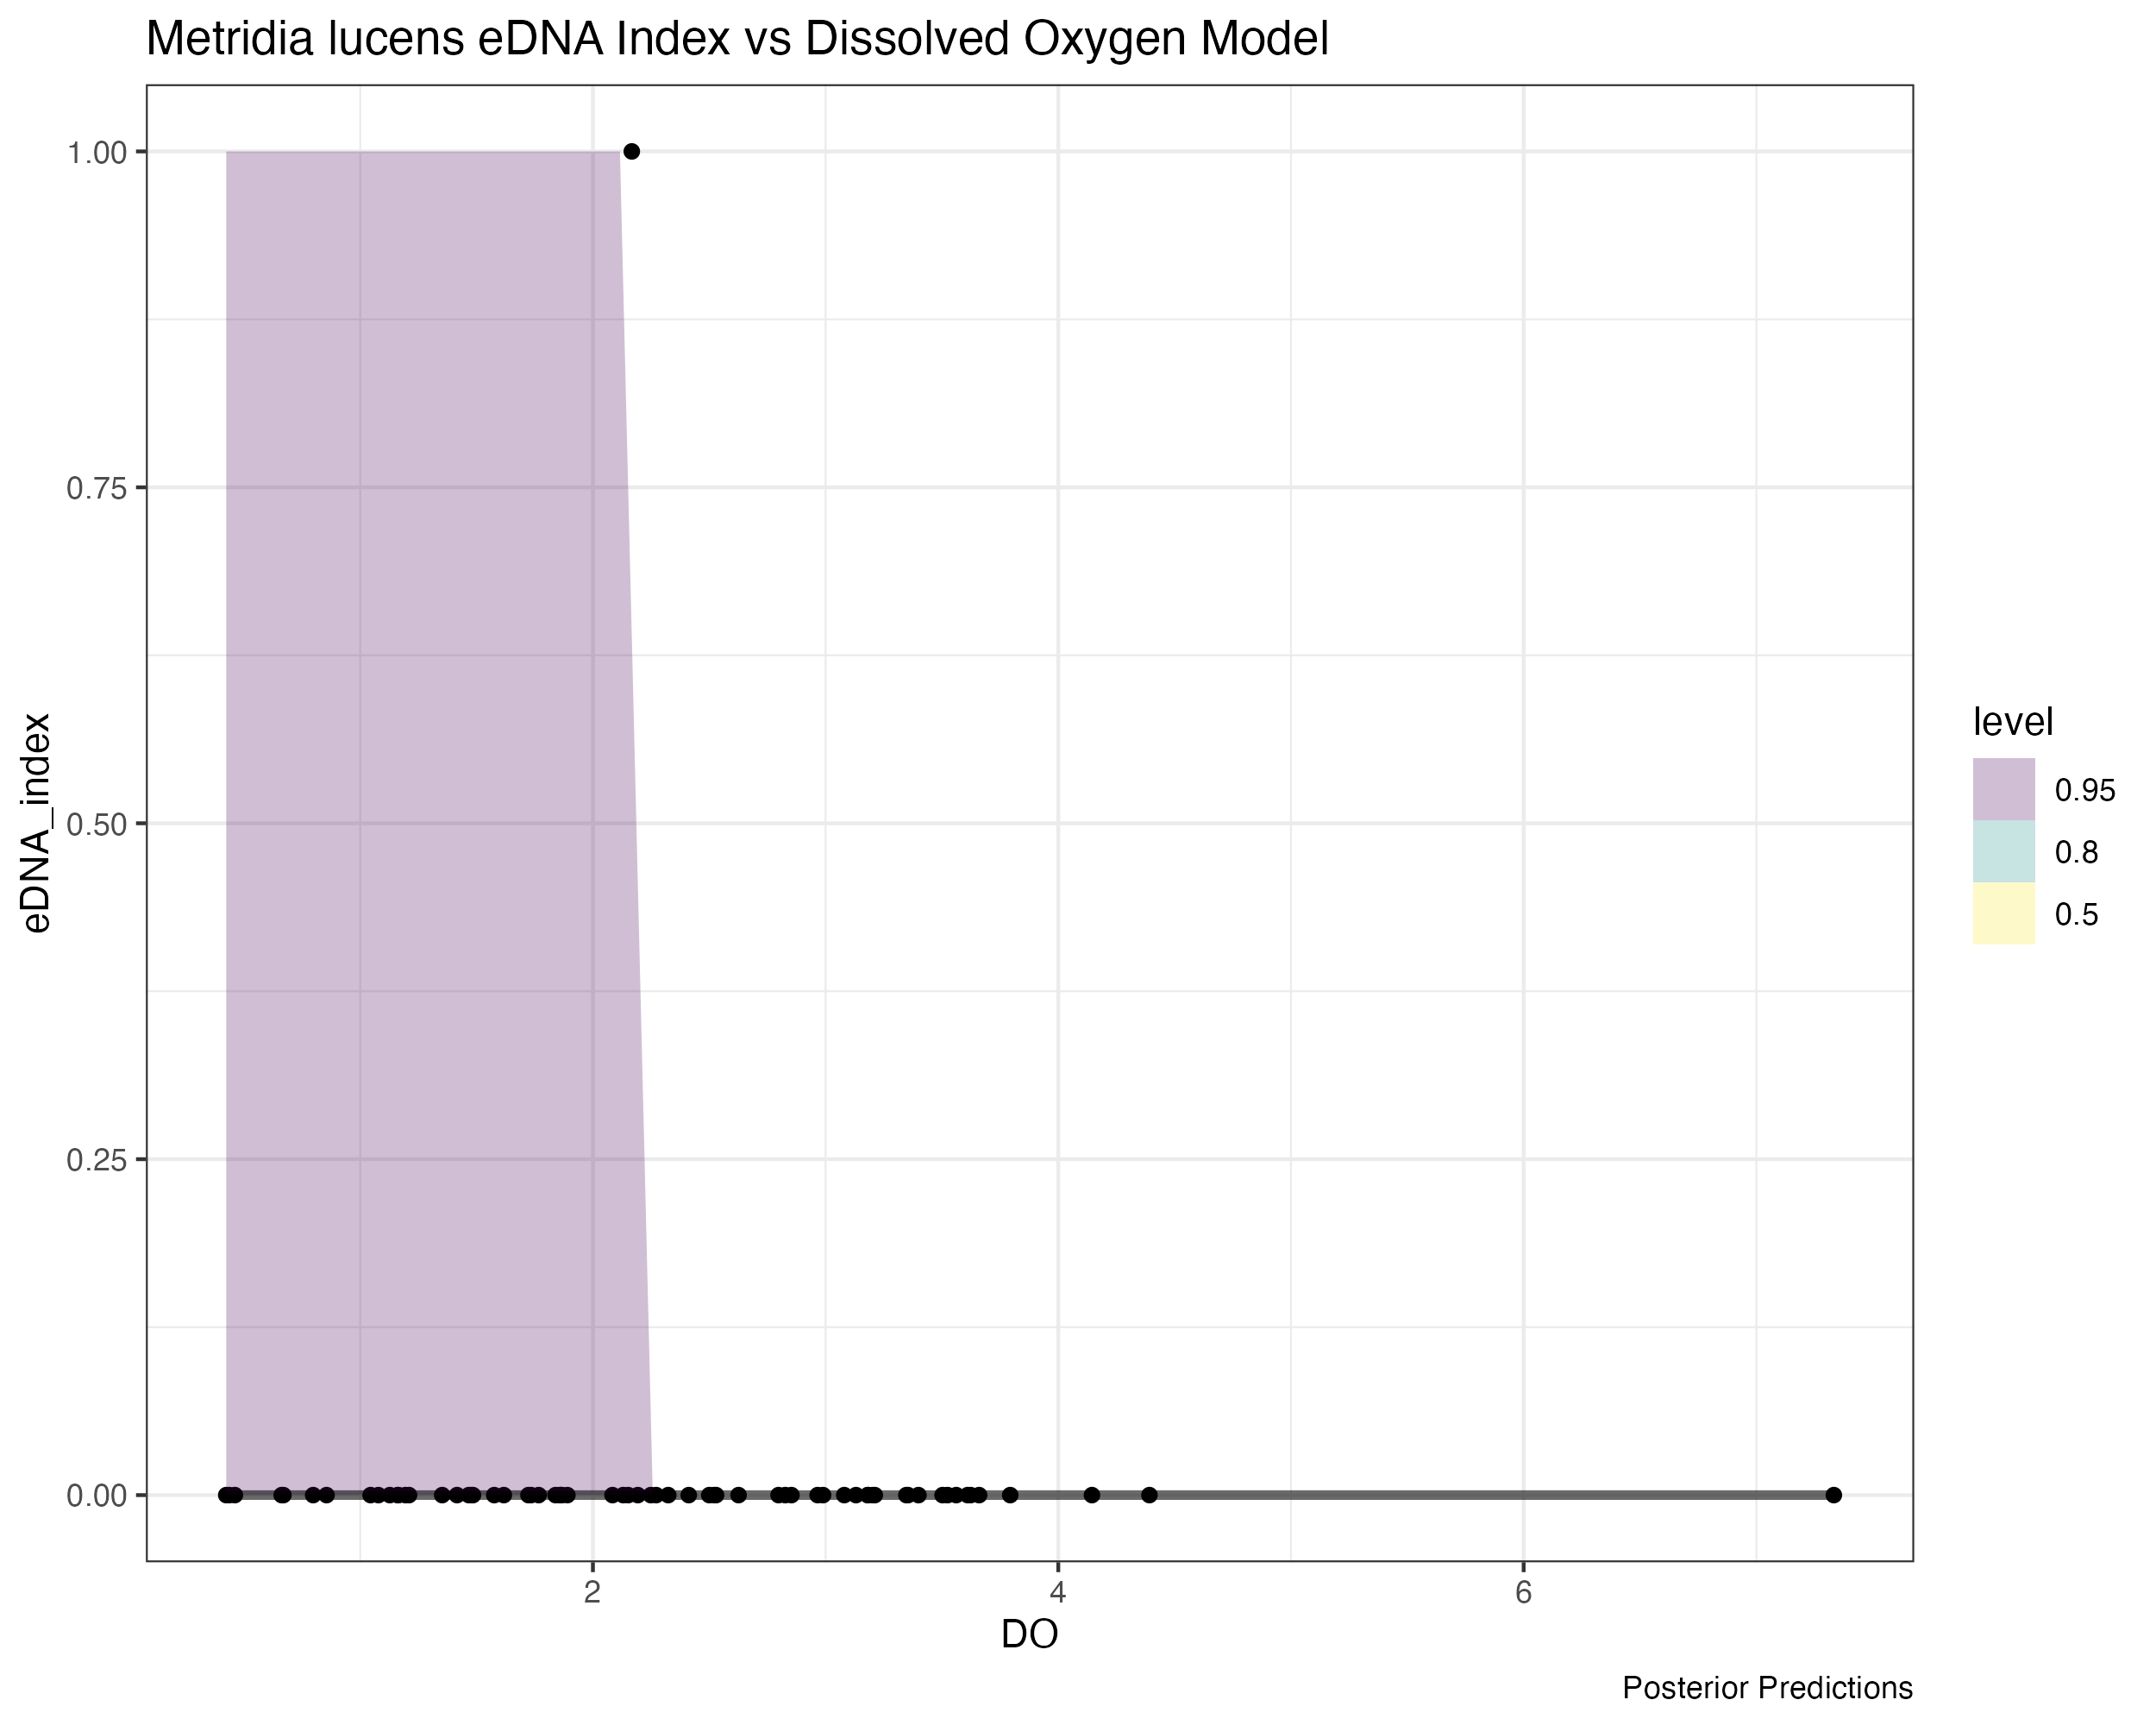 Metridia lucens eDNA Index vs Dissolved Oxygen Model
1.00
0.75
0.50
0.25
0.00
eDNA_index
2 4 6
DO
level
0.95
0.8
0.5
Posterior Predictions